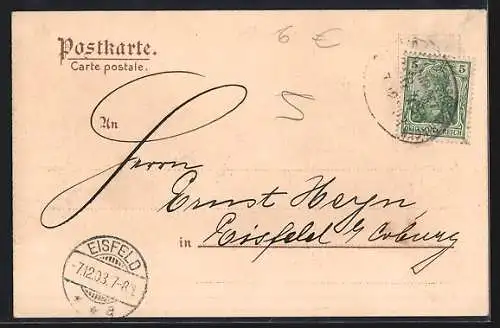 Postkarte.
Carte postale.
5 5
DEUTSCHES REICH
An
Herrn
Ernst Heyn
in Eisfeld b/ Coburg
EISFELD
-7.12.03.7-8
* * a